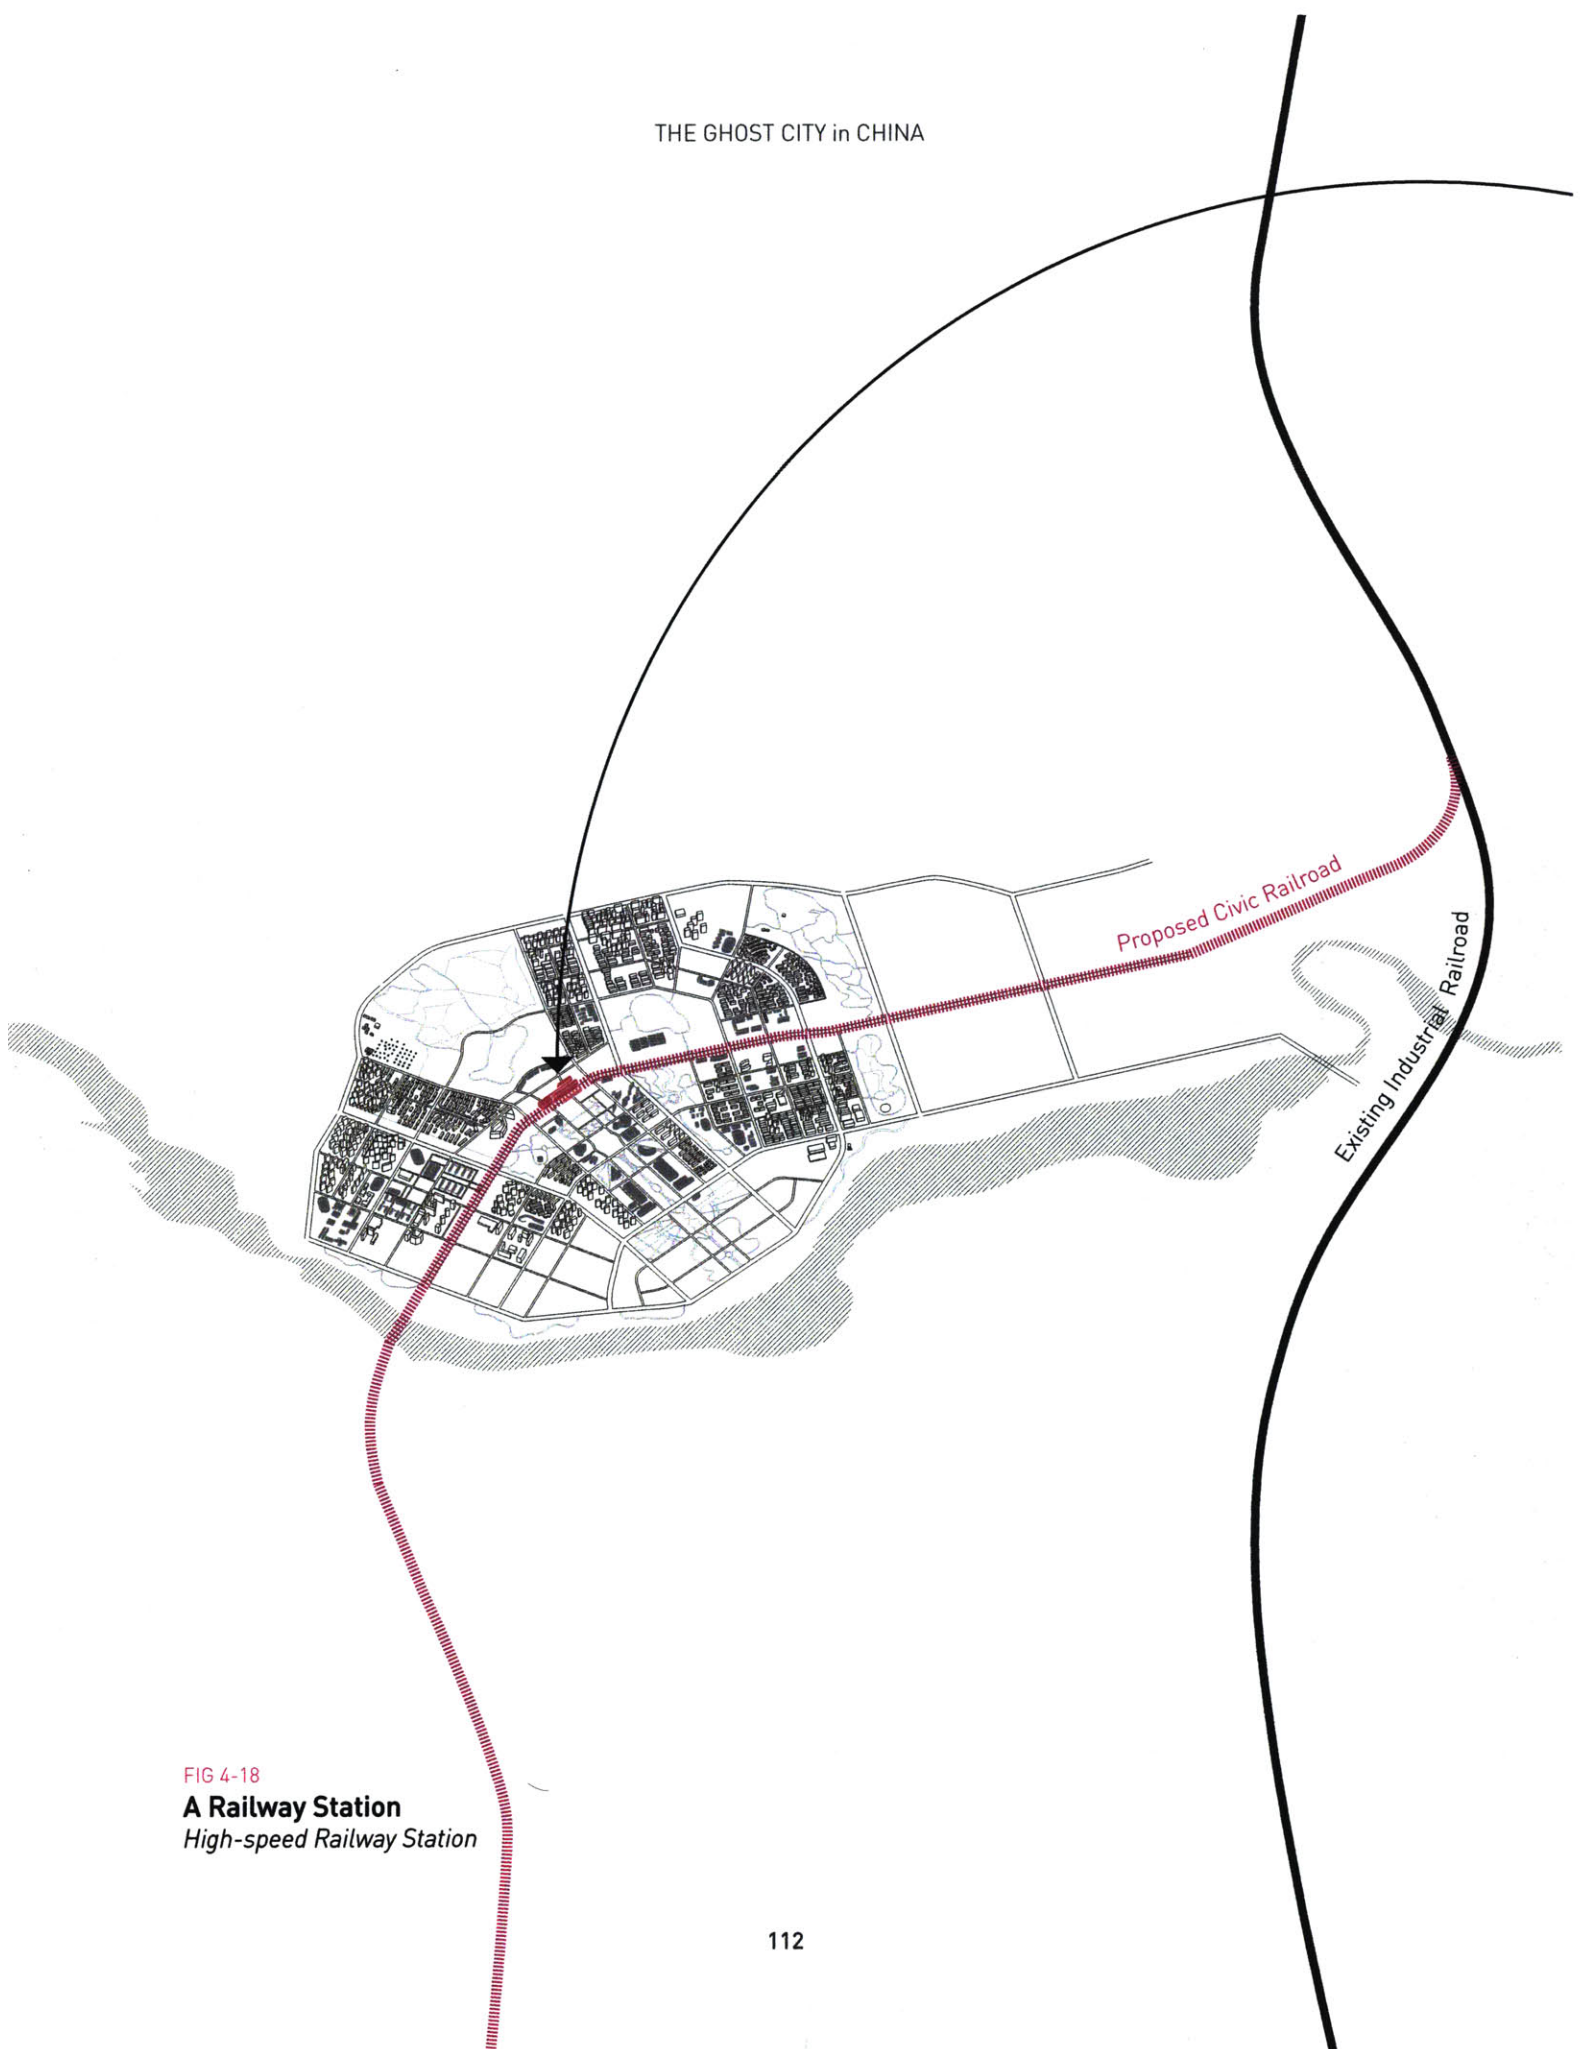 THE GHOST CITY in CHINA
Proposed Civic Railroad
Existing Industrial Railroad
FIG 4-18
A Railway Station
High-speed Railway Station
112